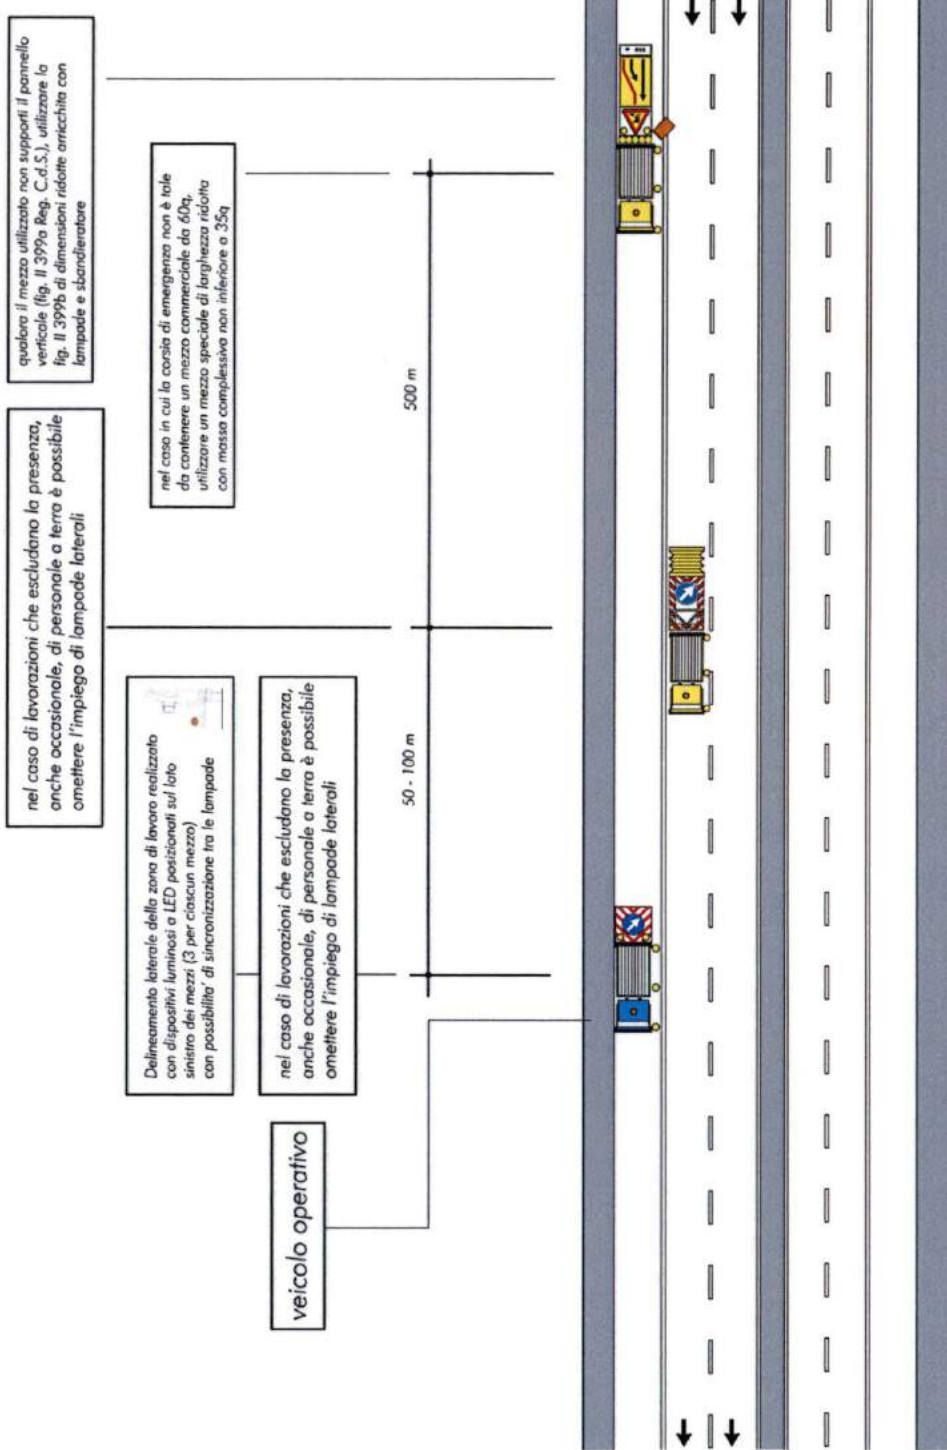 qualora il mezzo utilizzato non supporti il pannello
verticale (fig. II 399a Reg. C.d.S.), utilizzare la
fig. II 399b di dimensioni ridotte arricchita con
lampade e sbandieratore
nel caso di lavorazioni che escludano la presenza,
anche occasionale, di personale a terra è possibile
omettere l'impiego di lampade laterali
nel caso in cui la corsia di emergenza non è tale
da contenere un mezzo commerciale da 60q,
utilizzare un mezzo speciale di larghezza ridotta
con massa complessiva non inferiore a 35q
Delineamento laterale della zona di lavoro realizzato
con dispositivi luminosi a LED posizionati sul lato
sinistro dei mezzi (3 per ciascun mezzo)
con possibilita' di sincronizzazione tra le lampade
nel caso di lavorazioni che escludano la presenza,
anche occasionale, di personale a terra è possibile
omettere l'impiego di lampade laterali
veicolo operativo
50 - 100 m
500 m